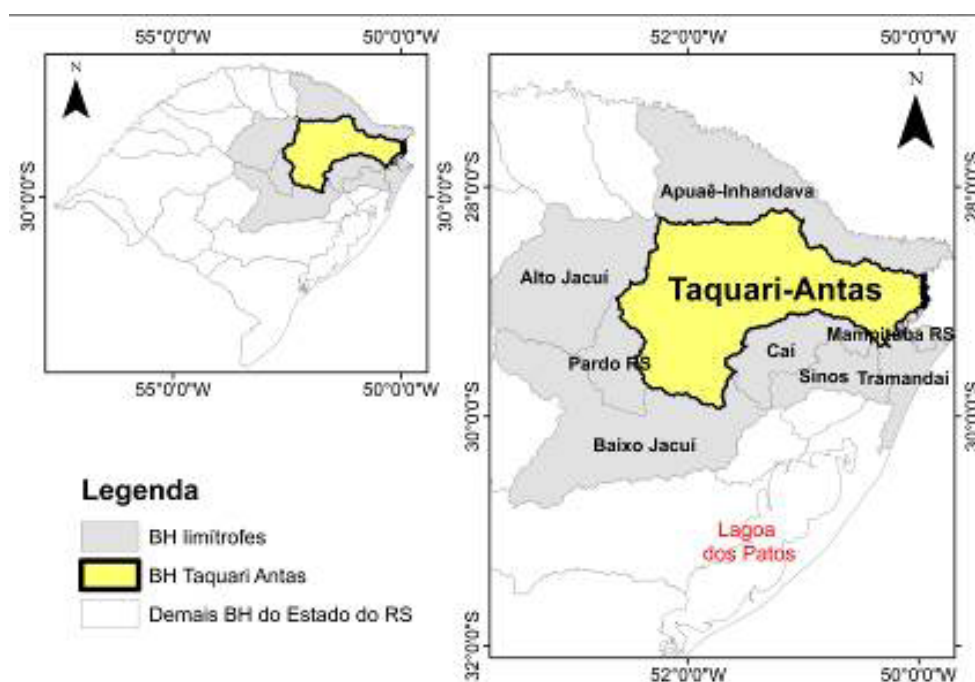 55°0'0"W
50°0'0"W
N
30°0'0"S
30°0'0"S
55°0'0"W
50°0'0"W
52°0'0"W
50°0'0"W
N
28°0'0"S
28°0'0"S
Apuaê-Inhandava
Alto Jacuí
Taquari-Antas
Mampituba RS
Caí
Pardo RS
Sinos
Tramandaí
30°0'0"S
30°0'0"S
Baixo Jacuí
Lagoa
dos Patos
32°0'0"S
32°0'0"S
52°0'0"W
50°0'0"W
Legenda
BH limítrofes
BH Taquari Antas
Demais BH do Estado do RS